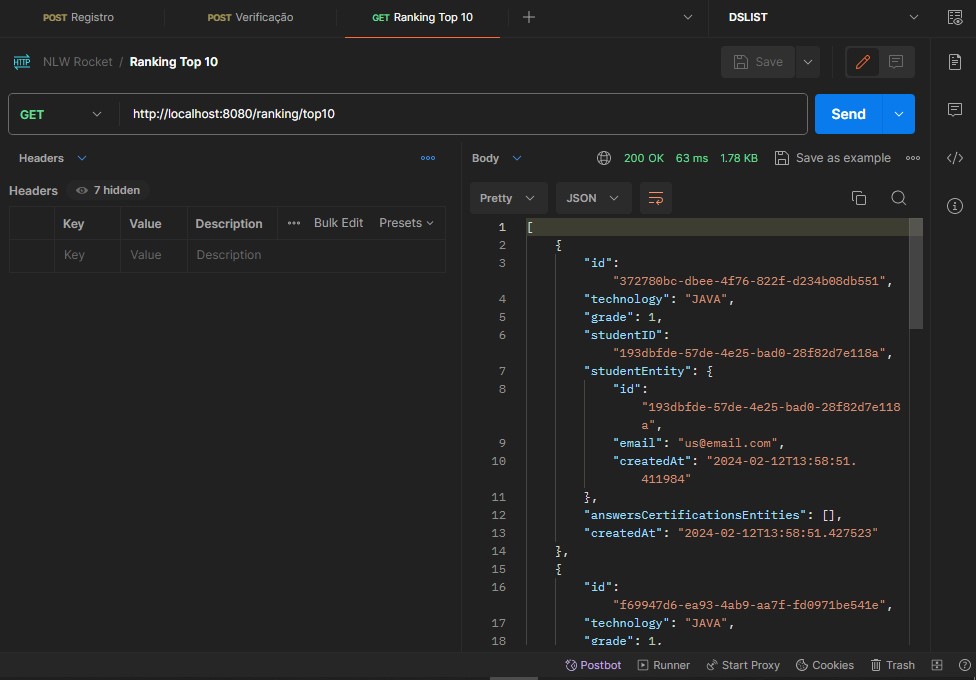 POST Registro
POST Verificação
GET Ranking Top 10
DSLIST
HTTP NLW Rocket / Ranking Top 10
Save
GET
http://localhost:8080/ranking/top10
Send
Headers
Headers 7 hidden
Key Value Description Bulk Edit Presets
Key Value Description
Body
200 OK 63 ms 1.78 KB Save as example
Pretty JSON
1 [
2 {
3 "id":
"372780bc-dbee-4f76-822f-d234b08db551",
4 "technology": "JAVA",
5 "grade": 1,
6 "studentID":
"193dbfde-57de-4e25-bad0-28f82d7e118a",
7 "studentEntity": {
8 "id":
"193dbfde-57de-4e25-bad0-28f82d7e118
a",
9 "email": "us@email.com",
10 "createdAt": "2024-02-12T13:58:51.
411984"
11 },
12 "answersCertificationsEntities": [],
13 "createdAt": "2024-02-12T13:58:51.427523"
14 },
15 {
16 "id":
"f69947d6-ea93-4ab9-aa7f-fd0971be541e",
17 "technology": "JAVA",
18 "grade": 1,
Postbot Runner Start Proxy Cookies Trash